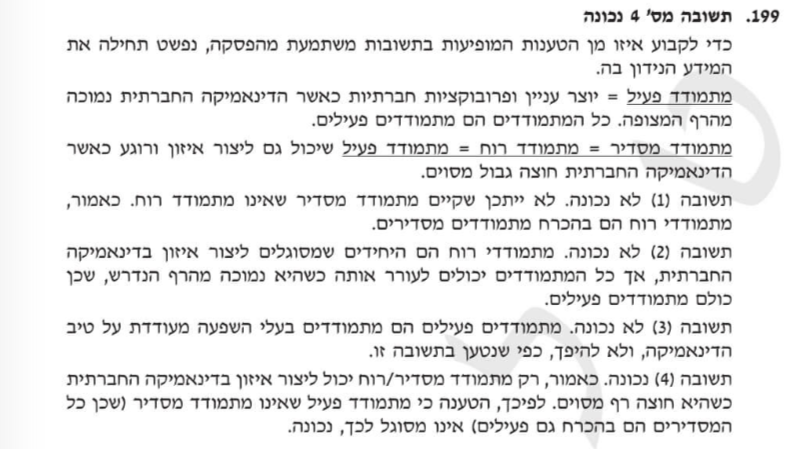 199. תשובה מס' 4 נכונה
כדי לקבוע איזו מן הטענות המופיעות בתשובות משתמעת מהפסקה, נפשט תחילה את
המידע הנידון בה.
מתמודד פעיל = יוצר עניין ופרובוקציות חברתיות כאשר הדינאמיקה החברתית נמוכה
מהרף המצופה. כל המתמודדים הם מתמודדים פעילים.
מתמודד מסדיר = מתמודד רוח = מתמודד פעיל שיכול גם ליצור איזון ורוגע כאשר
הדינאמיקה החברתית חוצה גבול מסוים.
תשובה (1) לא נכונה. לא ייתכן שקיים מתמודד מסדיר שאינו מתמודד רוח. כאמור,
מתמודדי רוח הם בהכרח מתמודדים מסדירים.
תשובה (2) לא נכונה. מתמודדי רוח הם היחידים שמסוגלים ליצור איזון בדינאמיקה
החברתית, אך כל המתמודדים יכולים לעורר אותה כשהיא נמוכה מהרף הנדרש, שכן
כולם מתמודדים פעילים.
תשובה (3) לא נכונה. מתמודדים פעילים הם מתמודדים בעלי השפעה מעודדת על טיב
הדינאמיקה, ולא להיפך, כפי שנטען בתשובה זו.
תשובה (4) נכונה. כאמור, רק מתמודד מסדיר/רוח יכול ליצור איזון בדינאמיקה החברתית
כשהיא חוצה רף מסוים. לפיכך, הטענה כי מתמודד פעיל שאינו מתמודד מסדיר (שכן כל
המסדירים הם בהכרח גם פעילים) אינו מסוגל לכך, נכונה.